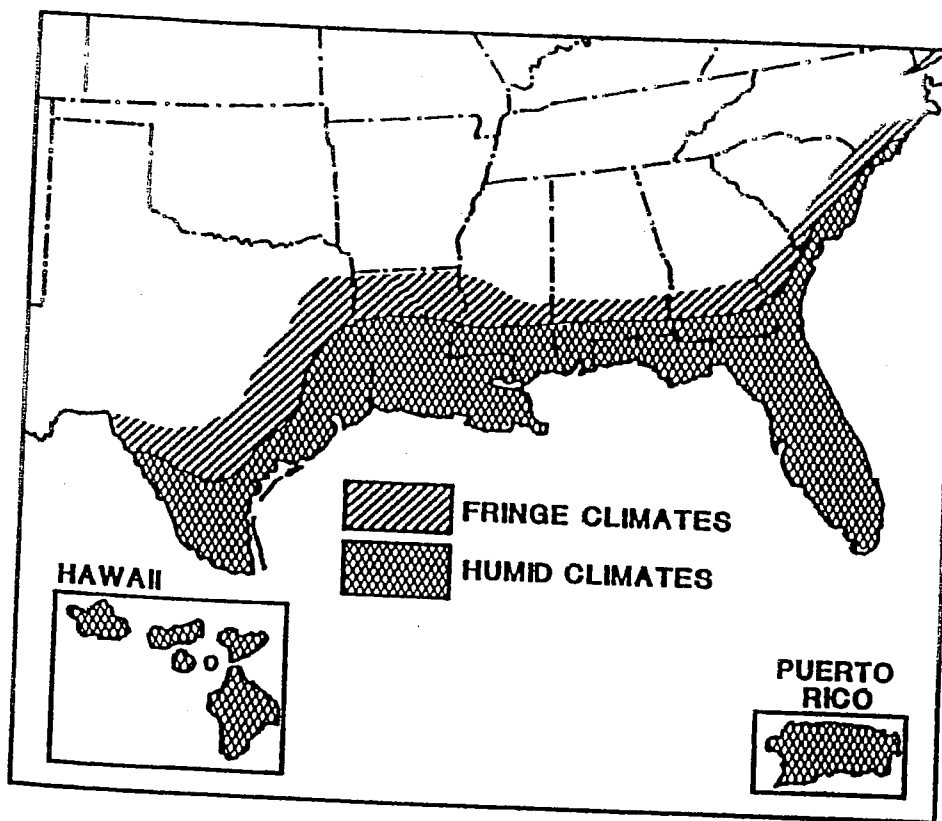 FRINGE CLIMATES
HUMID CLIMATES
HAWAII
PUERTO
RICO